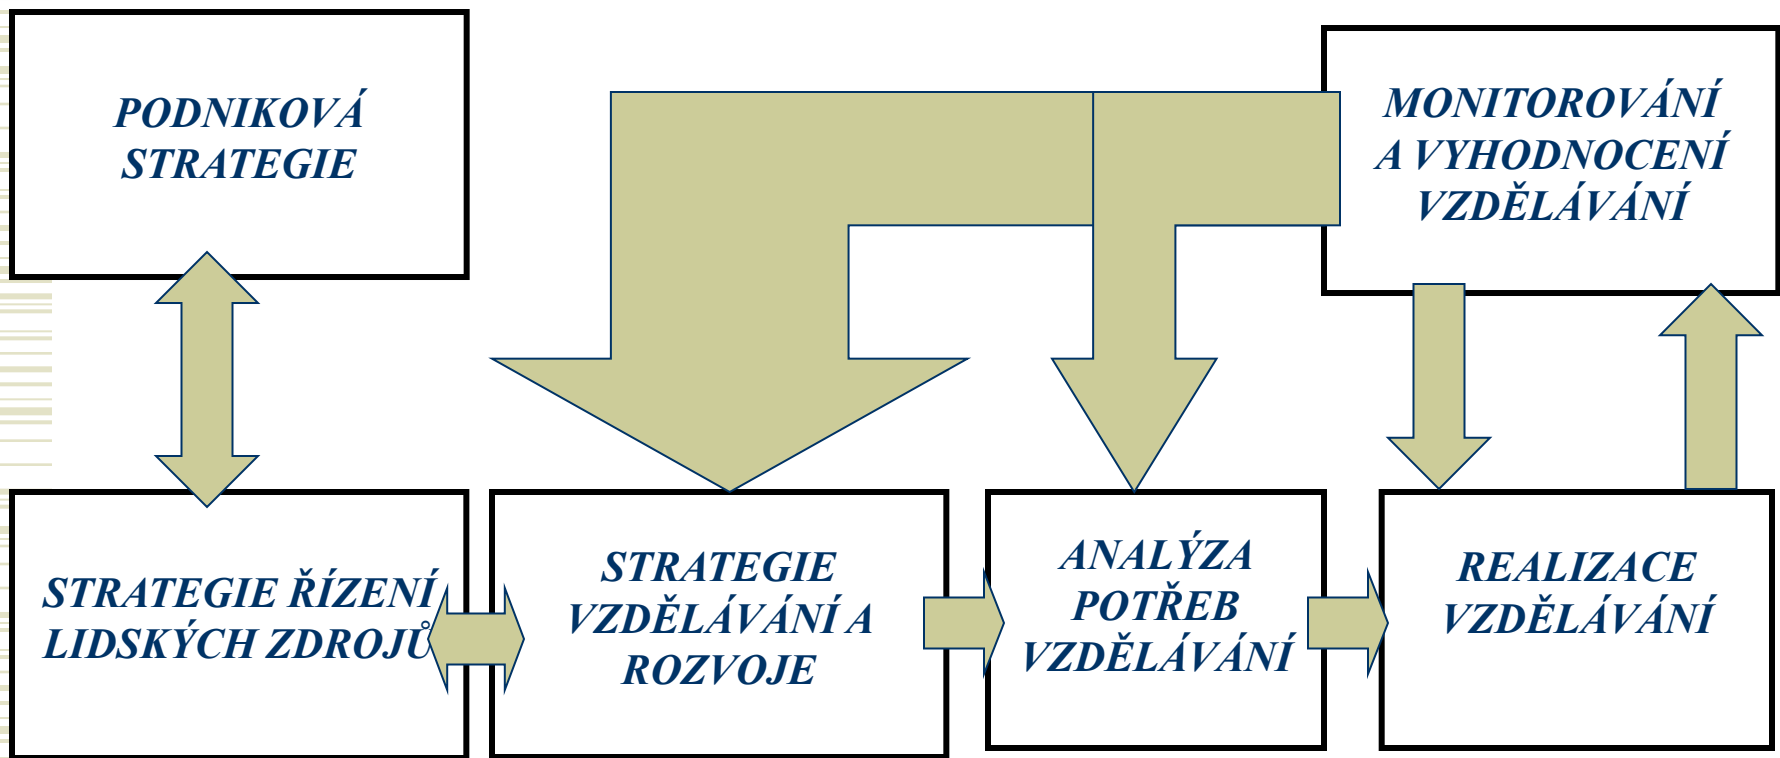 PODNIKOVÁ
STRATEGIE
MONITOROVÁNÍ
A VYHODNOCENÍ
VZDĚLÁVÁNÍ
STRATEGIE ŘÍZENÍ
LIDSKÝCH ZDROJŮ
STRATEGIE
VZDĚLÁVÁNÍ A
ROZVOJE
ANALÝZA
POTŘEB
VZDĚLÁVÁNÍ
REALIZACE
VZDĚLÁVÁNÍ